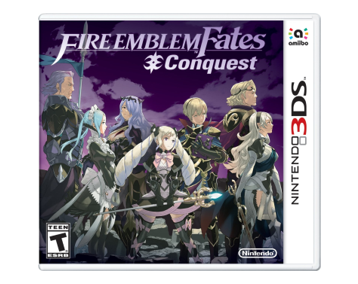 FIRE EMBLEM Fates
Conquest
amiibo
NINTENDO 3DS
TEEN
T
ESRB
Nintendo